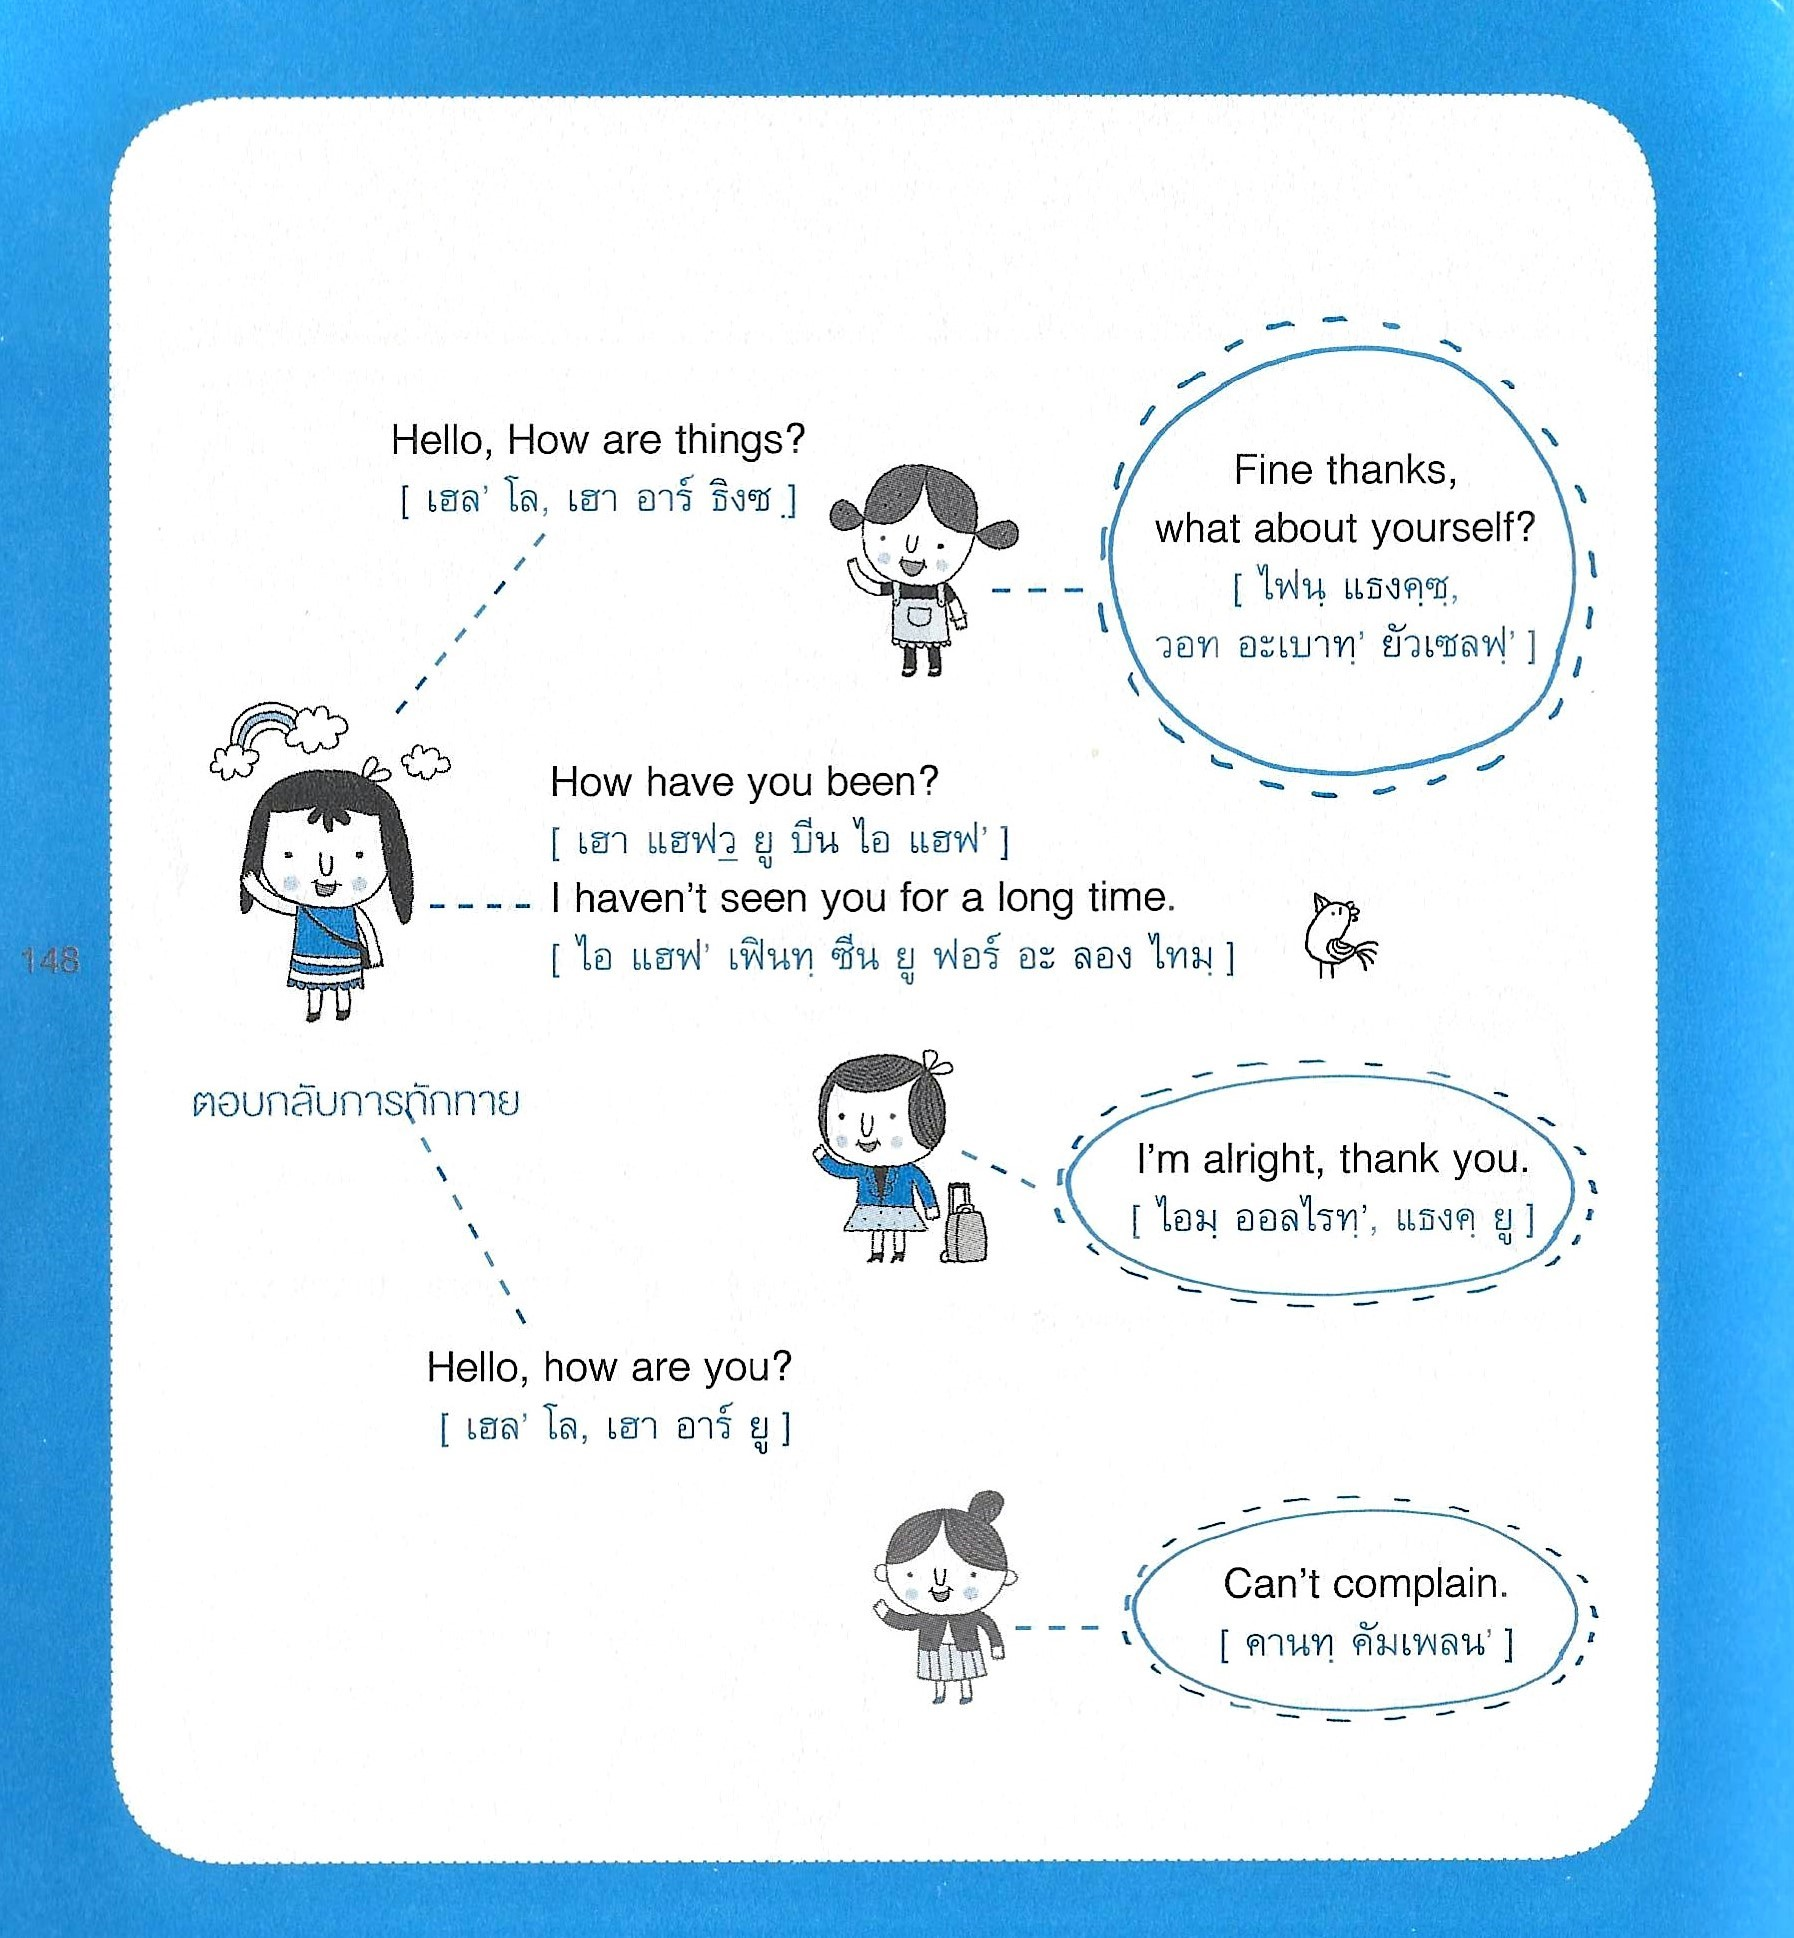 Hello, How are things?
[ เฮล' โล, เฮา อาร์ ธิงซฺ ]
Fine thanks,
what about yourself?
[ ไฟนฺ แธงคฺซฺ,
วอท อะเบาทฺ' ยัวเซลฟฺ' ]
How have you been?
[ เฮา แฮฟว ยู บีน ไอ แฮฟ' ]
I haven't seen you for a long time.
[ ไอ แฮฟ' เฟินทฺ ซีน ยู ฟอร์ อะ ลอง ไทมฺ ]
148
ตอบกลับการทักทาย
I'm alright, thank you.
[ ไอมฺ ออลไรทฺ', แธงคฺ ยู ]
Hello, how are you?
[ เฮล' โล, เฮา อาร์ ยู ]
Can't complain.
[ คานทฺ คัมเพลน' ]